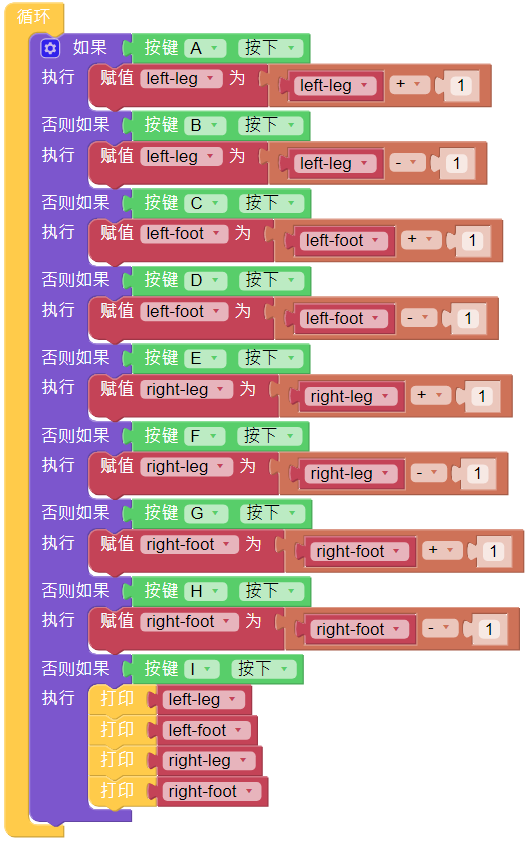 循环
如果 按键 A 按下
执行 赋值 left-leg 为 left-leg + 1
否则如果 按键 B 按下
执行 赋值 left-leg 为 left-leg - 1
否则如果 按键 C 按下
执行 赋值 left-foot 为 left-foot + 1
否则如果 按键 D 按下
执行 赋值 left-foot 为 left-foot - 1
否则如果 按键 E 按下
执行 赋值 right-leg 为 right-leg + 1
否则如果 按键 F 按下
执行 赋值 right-leg 为 right-leg - 1
否则如果 按键 G 按下
执行 赋值 right-foot 为 right-foot + 1
否则如果 按键 H 按下
执行 赋值 right-foot 为 right-foot - 1
否则如果 按键 I 按下
执行 打印 left-leg
打印 left-foot
打印 right-leg
打印 right-foot